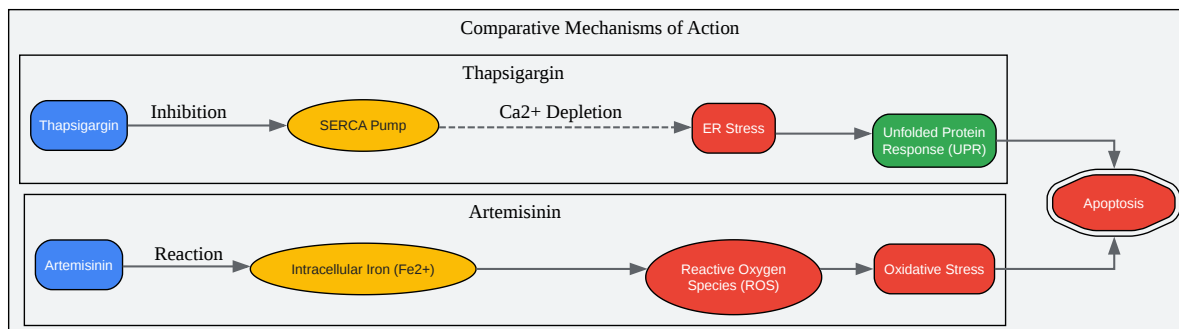 Comparative Mechanisms of Action
Thapsigargin
Thapsigargin
Inhibition
SERCA Pump
Ca2+ Depletion
ER Stress
Unfolded Protein
Response (UPR)
Apoptosis
Artemisinin
Artemisinin
Reaction
Intracellular Iron (Fe2+)
Reactive Oxygen
Species (ROS)
Oxidative Stress